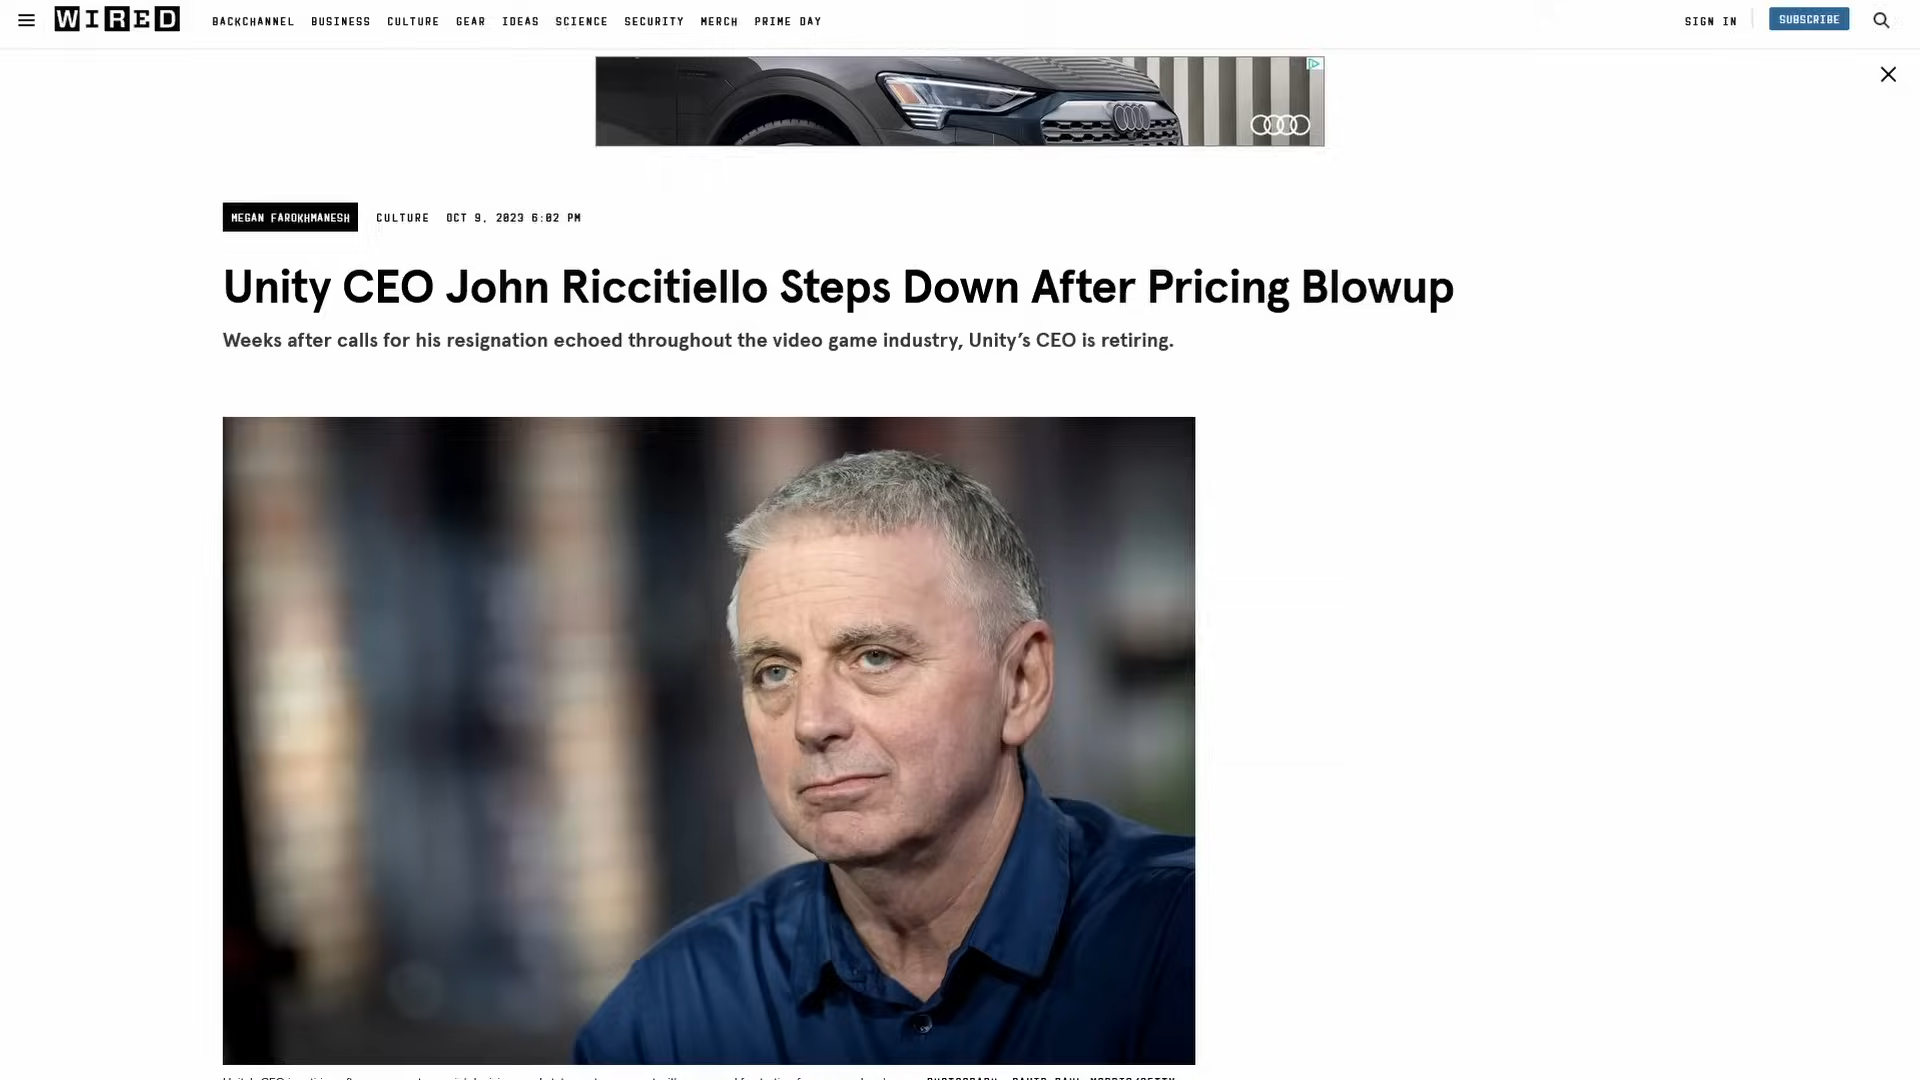 WIRED
BACKCHANNEL BUSINESS CULTURE GEAR IDEAS SCIENCE SECURITY MERCH PRIME DAY
SIGN IN
SUBSCRIBE
MEGAN FAROKHMANESH CULTURE OCT 9, 2023 6:02 PM
Unity CEO John Riccitiello Steps Down After Pricing Blowup
Weeks after calls for his resignation echoed throughout the video game industry, Unity’s CEO is retiring.